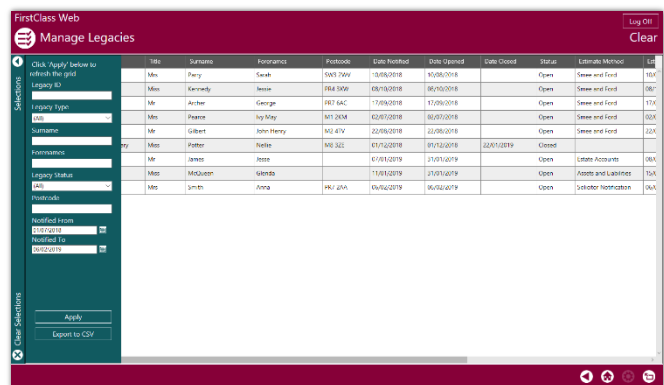 FirstClass Web
Log Off
Manage Legacies
Clear
Click 'Apply' below to
refresh the grid
Legacy ID
Legacy Type
(All)
Surname
Forenames
Legacy Status
(All)
Postcode
Notified From
01/07/2018
Notified To
06/02/2019
Apply
Export to CSV
Selections
Clear Selections
Title Surname Forenames Postcode Date Notified Date Opened Date Closed Status Estimate Method
Mrs Perry Sarah 10/08/2018 10/08/2018 Open Smee and Ford
Miss Kennedy Jessie PR4 3XW 08/10/2018 08/10/2018 Open Smee and Ford
Mr Archer George PR7 6AC 17/09/2018 17/09/2018 Open Smee and Ford
Mrs Pearce Ivy May M1 2KM 02/07/2018 02/07/2018 Open Smee and Ford
Mr Gilbert John Henry M2 4TV 22/08/2018 22/08/2018 Open Smee and Ford
Miss Potter Nellie M8 3ZE 01/12/2018 01/12/2018 22/01/2019 Closed
Mr James Jesse 07/01/2019 31/01/2019 Open Estate Accounts
Miss McQueen Glenda 11/01/2019 31/01/2019 Open Assets and Liabilities
Mrs Smith Anna PR7 2AA 06/02/2019 06/02/2019 Open Solicitor Notification